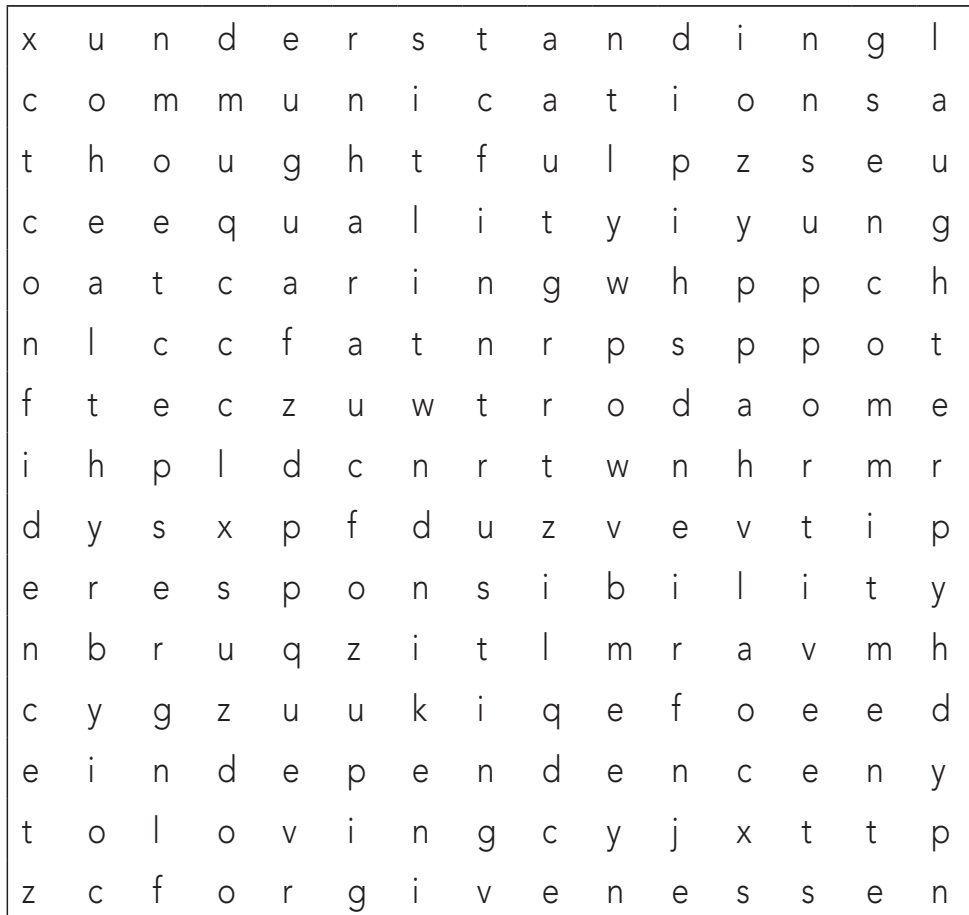 x u n d e r s t a n d i n g l
c o m m u n i c a t i o n s a
t h o u g h t f u l p z s e u
c e e q u a l i t y i y u n g
o a t c a r i n g w h p p c h
n l c c f a t n r p s p p o t
f t e c z u w t r o d a o m e
i h p l d c n r t w n h r m r
d y s x p f d u z v e v t i p
e r e s p o n s i b i l i t y
n b r u q z i t l m r a v m h
c y g z u u k i q e f o e e d
e i n d e p e n d e n c e n y
t o l o v i n g c y j x t t p
z c f o r g i v e n e s s e n